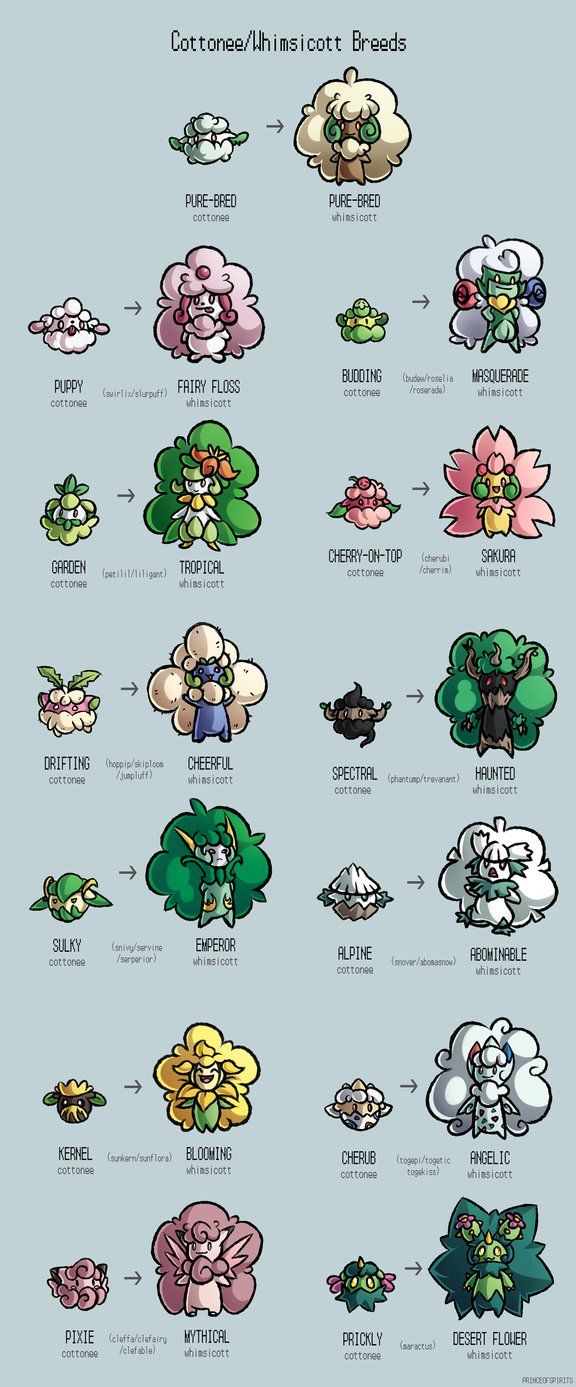 Cottonee/Whimsicott Breeds
PURE-BRED
cottonee
PURE-BRED
whimsicott
PUPPY
cottonee
(swirlix/slurpuff)
FAIRY FLOSS
whimsicott
BUDDING
cottonee
(budew/roselia
/roserade)
MASQUERADE
whimsicott
GARDEN
cottonee
(petilil/liligant)
TROPICAL
whimsicott
CHERRY-ON-TOP
cottonee
(cherubi
/cherrim)
SAKURA
whimsicott
DRIFTING
cottonee
(hoppip/skiploom
/jumpluff)
CHEERFUL
whimsicott
SPECTRAL
cottonee
(phantump/trevanant)
HAUNTED
whimsicott
SULKY
cottonee
(snivy/servine
/serperior)
EMPEROR
whimsicott
ALPINE
cottonee
(snover/abomasnow)
ABOMINABLE
whimsicott
KERNEL
cottonee
(sunkern/sunflora)
BLOOMING
whimsicott
CHERUB
cottonee
(togepi/togetic
togekiss)
ANGELIC
whimsicott
PIXIE
cottonee
(cleffa/clefairy
/clefable)
MYTHICAL
whimsicott
PRICKLY
cottonee
(maractus)
DESERT FLOWER
whimsicott
PRINCEOFSPIRITS